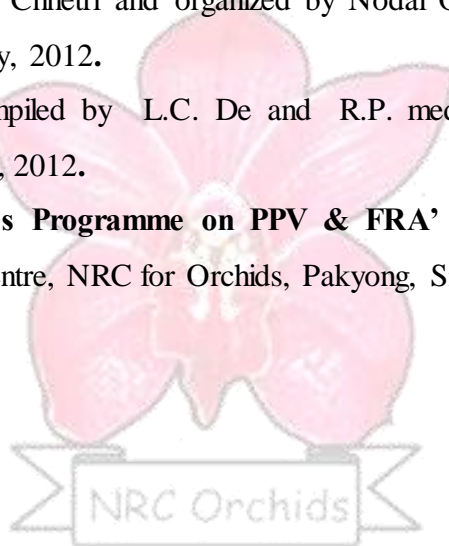 Chhetri and organized by Nodal
y, 2012.
mpiled by L.C. De and R.P. med
, 2012.
s Programme on PPV & FRA'
entre, NRC for Orchids, Pakyong, S
NRC Orchids